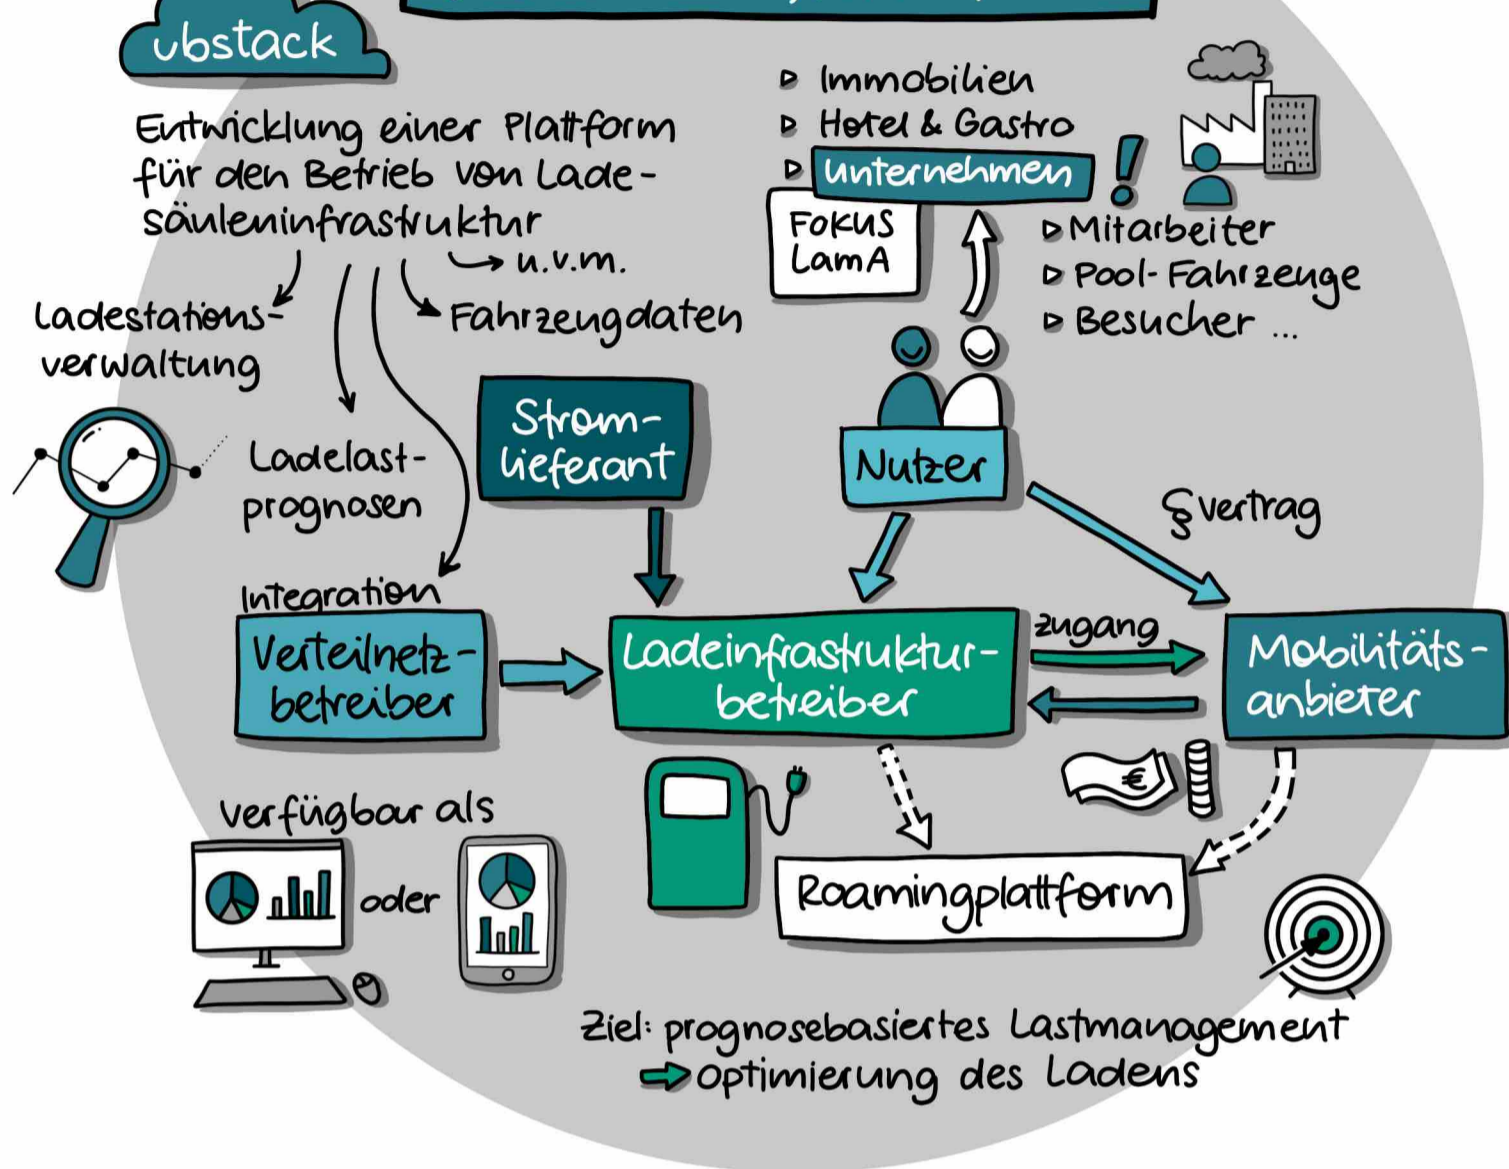 ubstack
Entwicklung einer Plattform
für den Betrieb von Lade-
säuleninfrastruktur
u.v.m.
Fahrzeugdaten
Ladestations-
verwaltung
Ladelast-
prognosen
Integration
Immobilien
Hotel & Gastro
Unternehmen
!
Fokus
LamA
Mitarbeiter
Pool-Fahrzeuge
Besucher ...
Strom-
lieferant
Nutzer
§vertrag
Verteilnetz-
betreiber
Ladeinfrastruktur-
betreiber
zugang
Mobilitäts-
anbieter
€
verfügbar als
oder
Roamingplattform
Ziel: prognosebasiertes Lastmanagement
Optimierung des Ladens